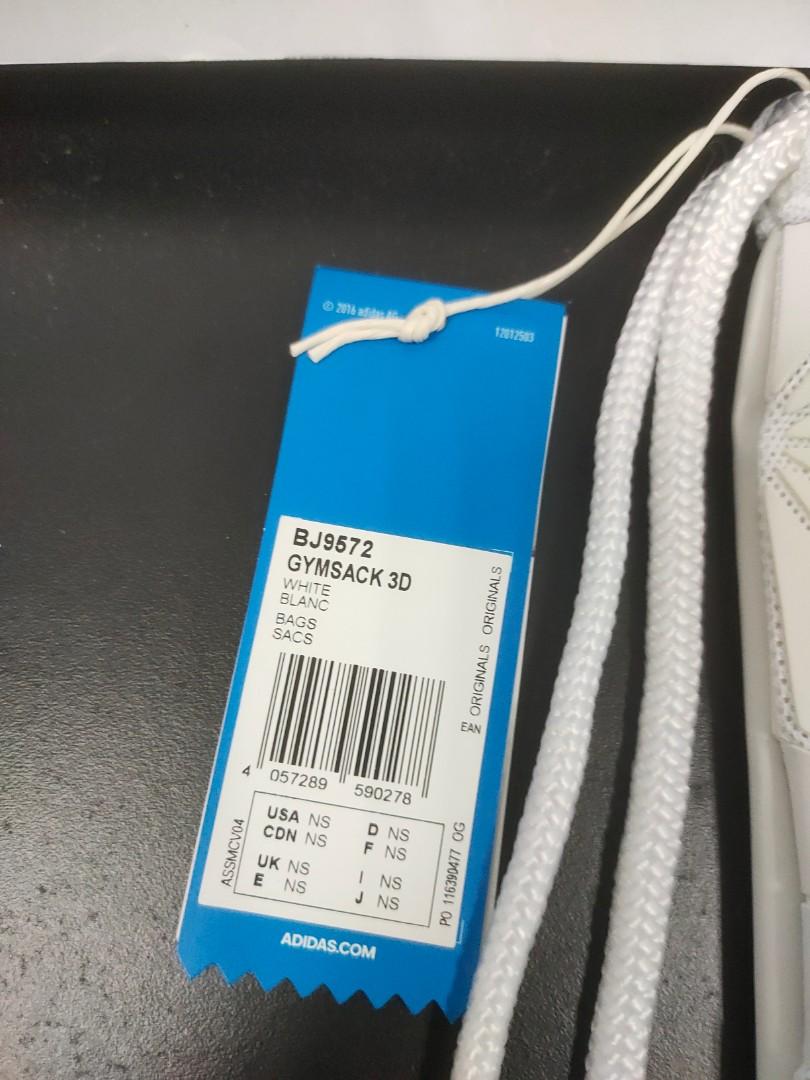 © 2016 adidas AG
12012503
BJ9572
GYMSACK 3D
WHITE
BLANC
BAGS
SACS
EAN ORIGINALS ORIGINALS
4 057289 590278
ASSMCV04
USA NS
CDN NS
UK NS
E NS
D NS
F NS
I NS
J NS
PO 116390477 OG
ADIDAS.COM